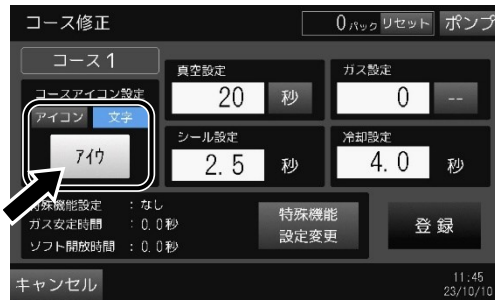 コース修正
0 パック リセット ポンプ
コース1
コースアイコン設定
アイコン 文字
アイウ
真空設定
20 秒
ガス設定
0 --
シール設定
2.5 秒
冷却設定
4.0 秒
特殊機能設定 : なし
ガス安定時間 : 0.0秒
ソフト開放時間 : 0.0秒
特殊機能
設定変更
登録
キャンセル
11:45
23/10/10